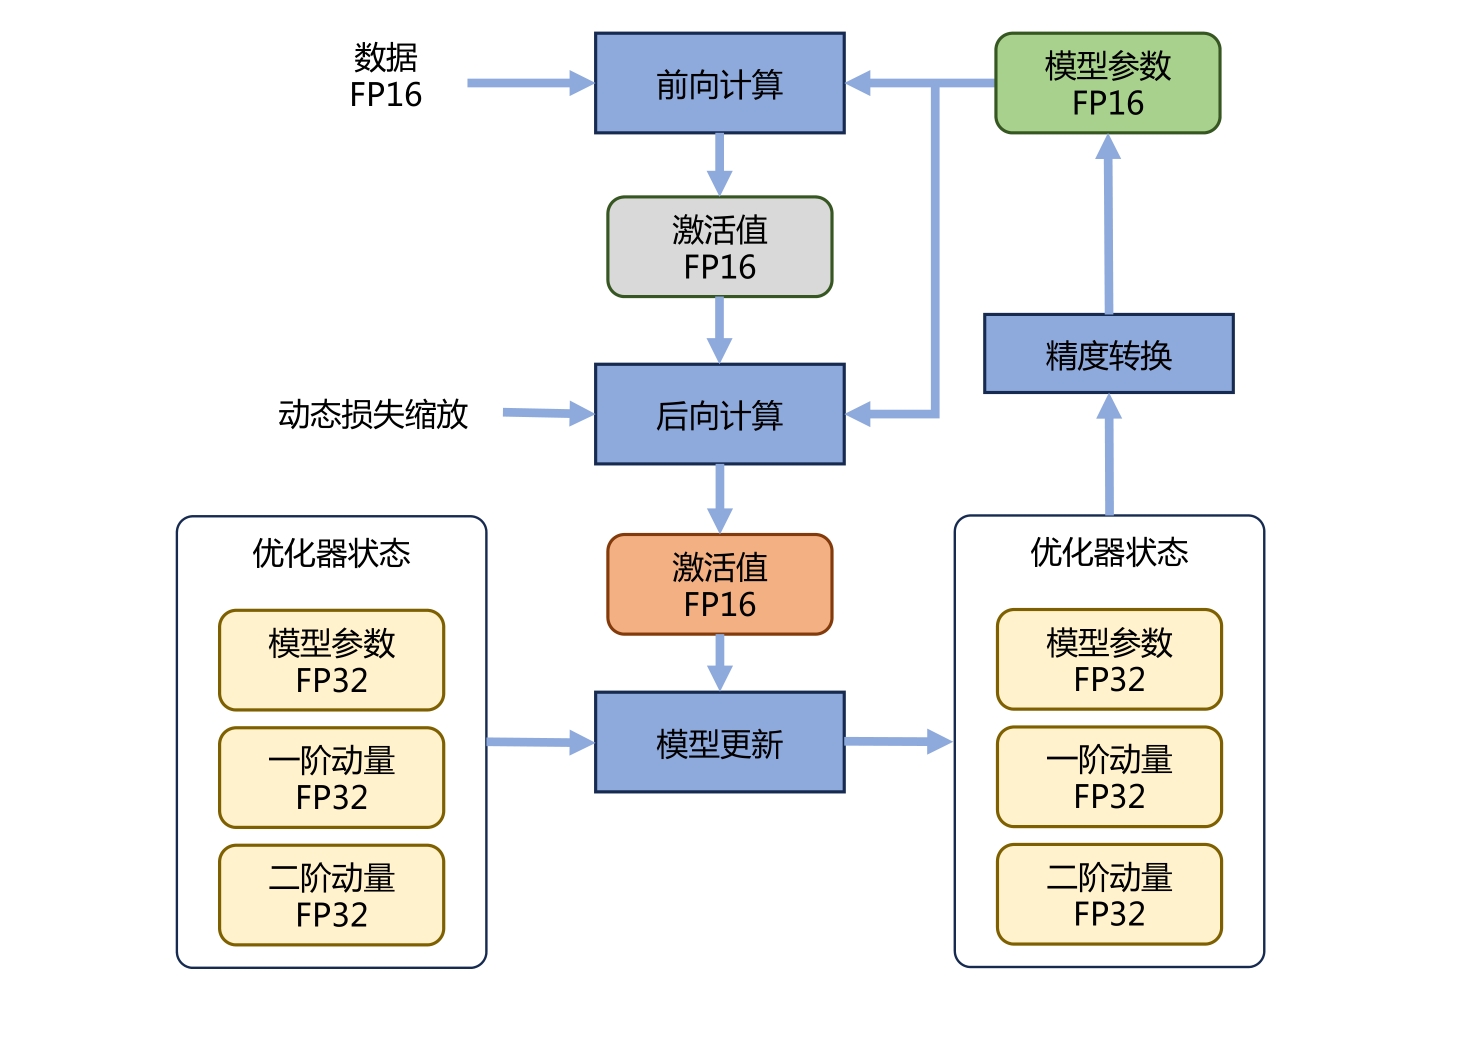 数据
FP16
前向计算
模型参数
FP16
激活值
FP16
精度转换
动态损失缩放
后向计算
优化器状态
模型参数
FP32
一阶动量
FP32
二阶动量
FP32
激活值
FP16
模型更新
优化器状态
模型参数
FP32
一阶动量
FP32
二阶动量
FP32